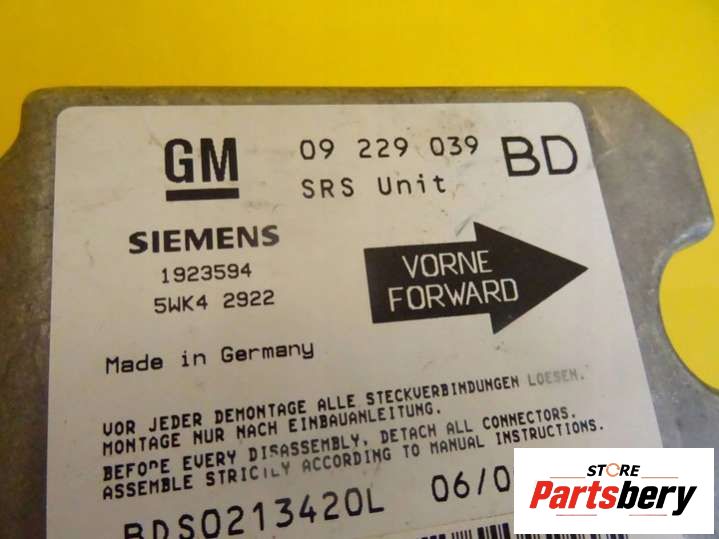 GM
09 229 039
BD
SRS Unit
SIEMENS
1923594
5WK4 2922
VORNE
FORWARD
Made in Germany
VOR JEDER DEMONTAGE ALLE STECKVERBINDUNGEN LOESEN.
MONTAGE NUR NACH EINBAUANLEITUNG.
BEFORE EVERY DISASSEMBLY, DETACH ALL CONNECTORS.
ASSEMBLE STRICTLY ACCORDING TO MANUAL INSTRUCTIONS.
BDS0213420L
STORE
Partsbery